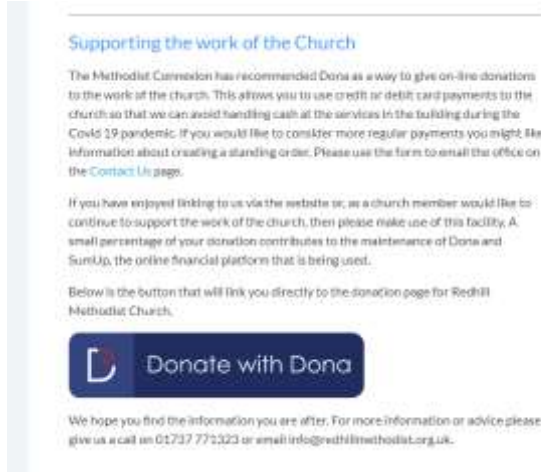 Supporting the work of the Church
The Methodist Connexion has recommended Dona as a way to give on-line donations
to the work of the church. This allows you to use credit or debit card payments to the
church so that we can avoid handling cash at the services in the building during the
Covid 19 pandemic. If you would like to consider more regular payments you might like
information about creating a standing order. Please use the form to email the office on
the Contact Us page.
If you have enjoyed linking to us via the website or, as a church member would like to
continue to support the work of the church, then please make use of this facility. A
small percentage of your donation contributes to the maintenance of Dona and
SumUp, the online financial platform that is being used.
Below is the button that will link you directly to the donation page for Redhill
Methodist Church.
Donate with Dona
We hope you find the information you are after. For more information or advice please
give us a call on 01737 771323 or email info@redhillmethodist.org.uk.